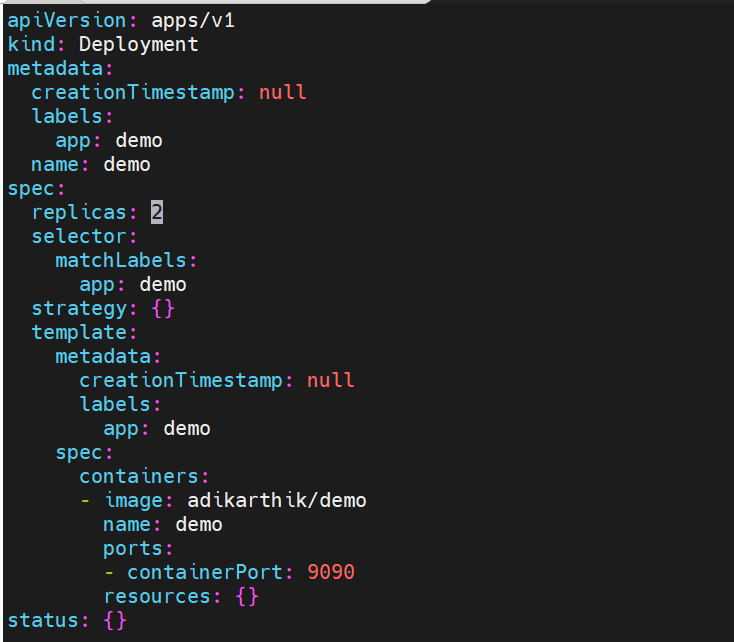 apiVersion: apps/v1
kind: Deployment
metadata:
  creationTimestamp: null
  labels:
    app: demo
  name: demo
spec:
  replicas: 2
  selector:
    matchLabels:
      app: demo
  strategy: {}
  template:
    metadata:
      creationTimestamp: null
      labels:
        app: demo
    spec:
      containers:
      - image: adikarthik/demo
        name: demo
        ports:
        - containerPort: 9090
        resources: {}
status: {}